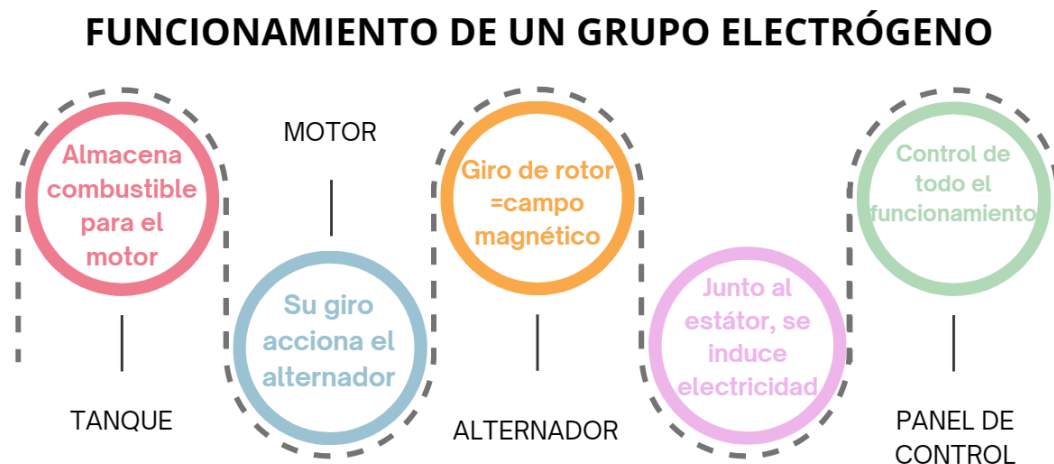 FUNCIONAMIENTO DE UN GRUPO ELECTRÓGENO
Almacena
combustible
para el
motor
TANQUE
MOTOR
Su giro
acciona el
alternador
Giro de rotor
=campo
magnético
ALTERNADOR
Junto al
estátor, se
induce
electricidad
Control de
todo el
funcionamiento
PANEL DE
CONTROL